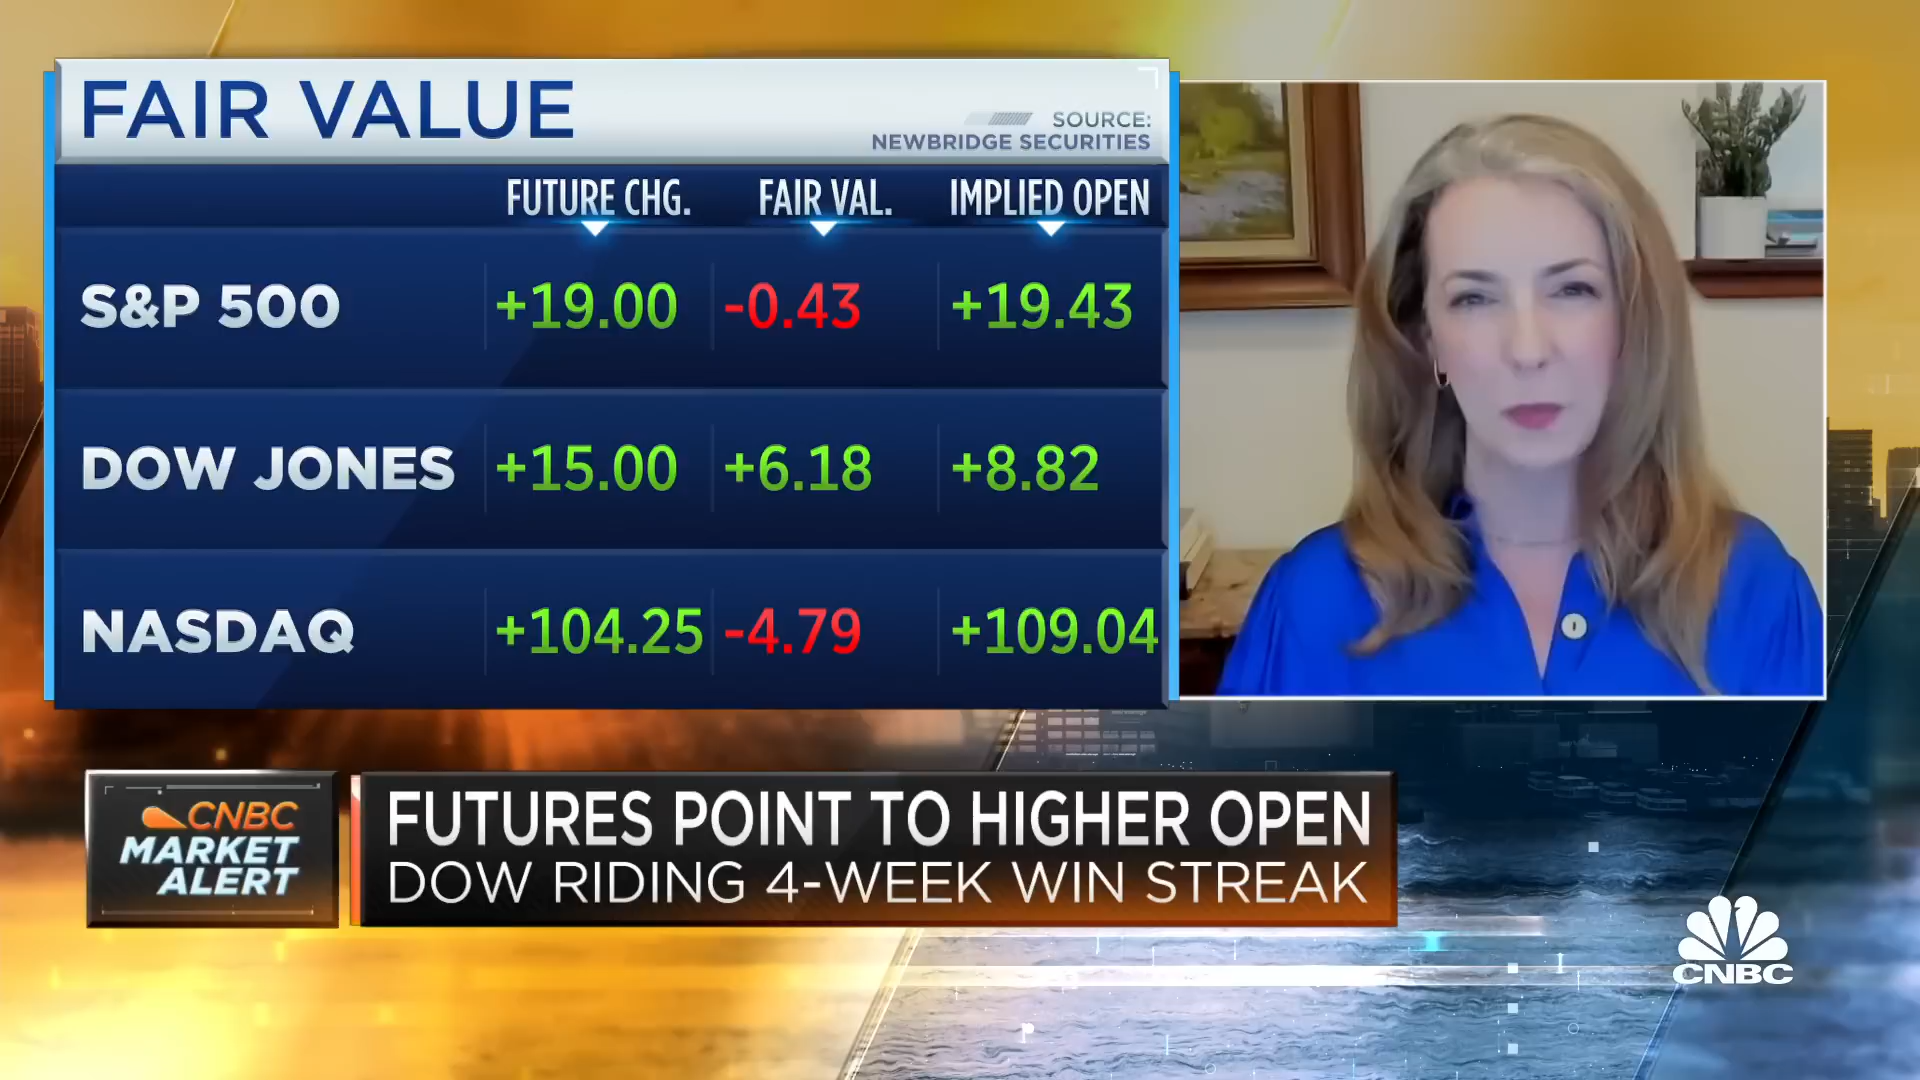 FAIR VALUE
SOURCE:
NEWBRIDGE SECURITIES
FUTURE CHG. FAIR VAL. IMPLIED OPEN
S&P 500 +19.00 -0.43 +19.43
DOW JONES +15.00 +6.18 +8.82
NASDAQ +104.25 -4.79 +109.04
CNBC
MARKET
ALERT
FUTURES POINT TO HIGHER OPEN
DOW RIDING 4-WEEK WIN STREAK
CNBC